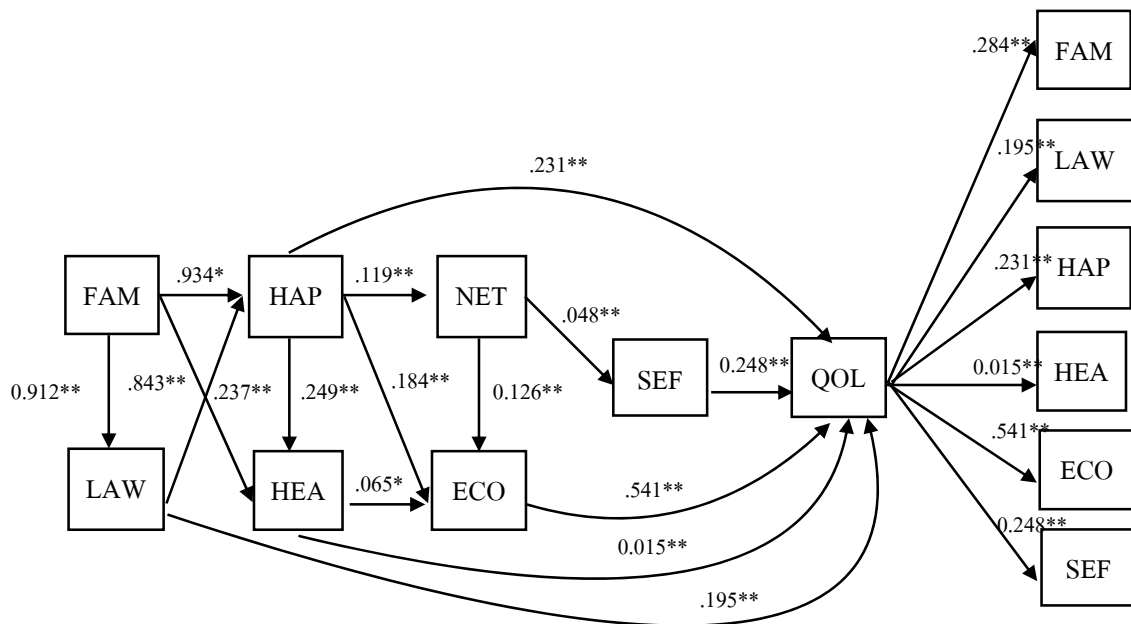 FAM
.284**
LAW
.195**
.231**
HAP
.231**
FAM
.934*
HAP
.119**
NET
.048**
SEF
0.248**
QOL
0.015**
HEA
0.912**
.843**
.237**
.249**
.184**
0.126**
.541**
ECO
LAW
HEA
.065*
ECO
.541**
0.248**
SEF
0.015**
.195**